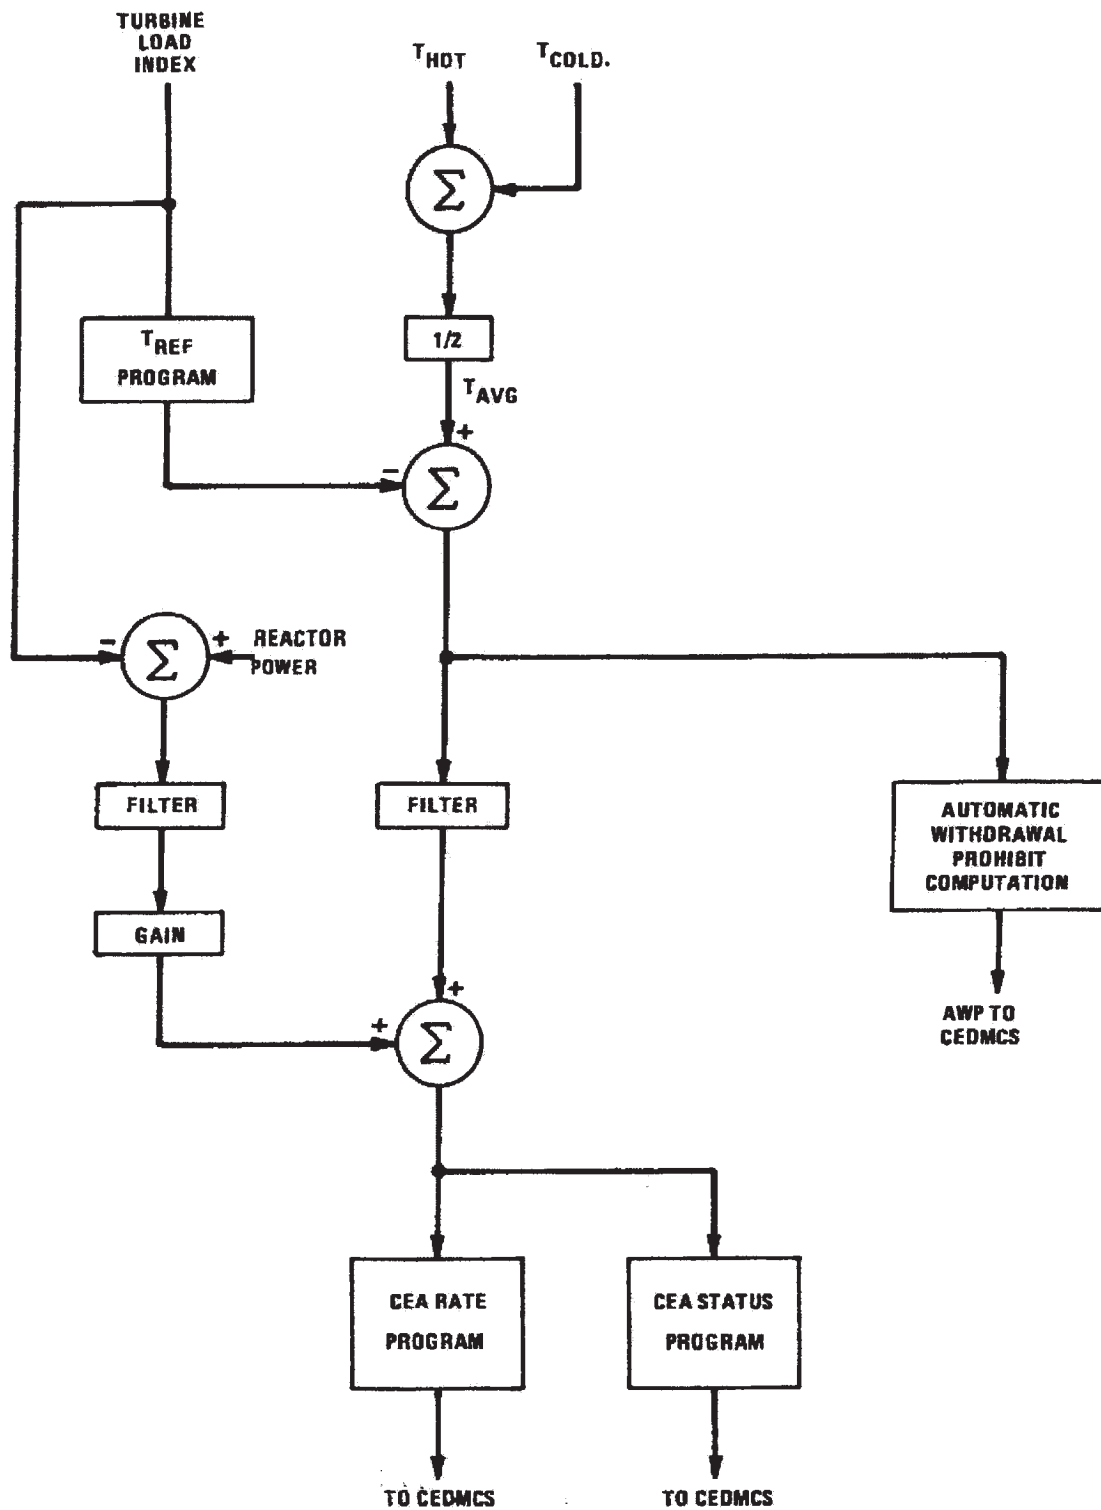 TURBINE
LOAD
INDEX
THOT
TCOLD.
Σ
TREF
PROGRAM
1/2
TAVG
+
-
Σ
-
Σ
+
REACTOR
POWER
FILTER
FILTER
AUTOMATIC
WITHDRAWAL
PROHIBIT
COMPUTATION
GAIN
+
+
Σ
AWP TO
CEDMCS
CEA RATE
PROGRAM
CEA STATUS
PROGRAM
TO CEDMCS
TO CEDMCS